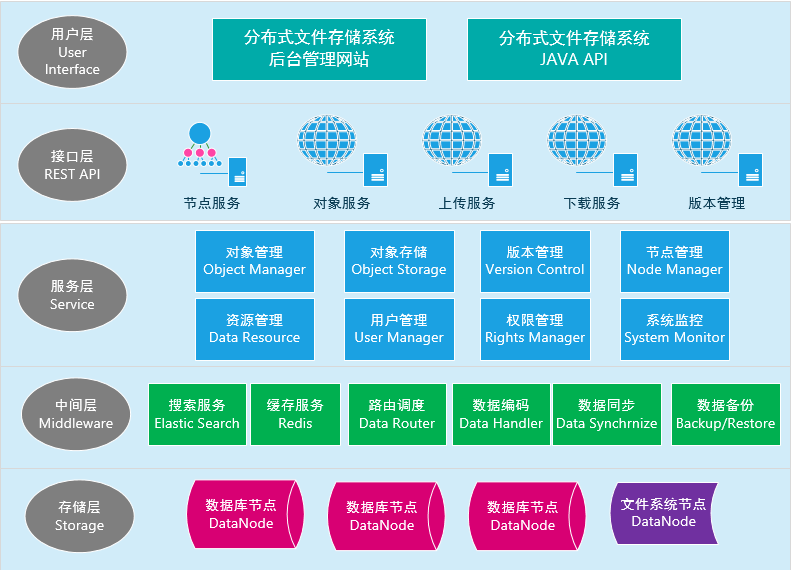 用户层
User
Interface
分布式文件存储系统
后台管理网站
分布式文件存储系统
JAVA API
接口层
REST API
节点服务
对象服务
上传服务
下载服务
版本管理
服务层
Service
对象管理
Object Manager
对象存储
Object Storage
版本管理
Version Control
节点管理
Node Manager
资源管理
Data Resource
用户管理
User Manager
权限管理
Rights Manager
系统监控
System Monitor
中间层
Middleware
搜索服务
Elastic Search
缓存服务
Redis
路由调度
Data Router
数据编码
Data Handler
数据同步
Data Synchrnize
数据备份
Backup/Restore
存储层
Storage
数据库节点
DataNode
数据库节点
DataNode
数据库节点
DataNode
文件系统节点
DataNode